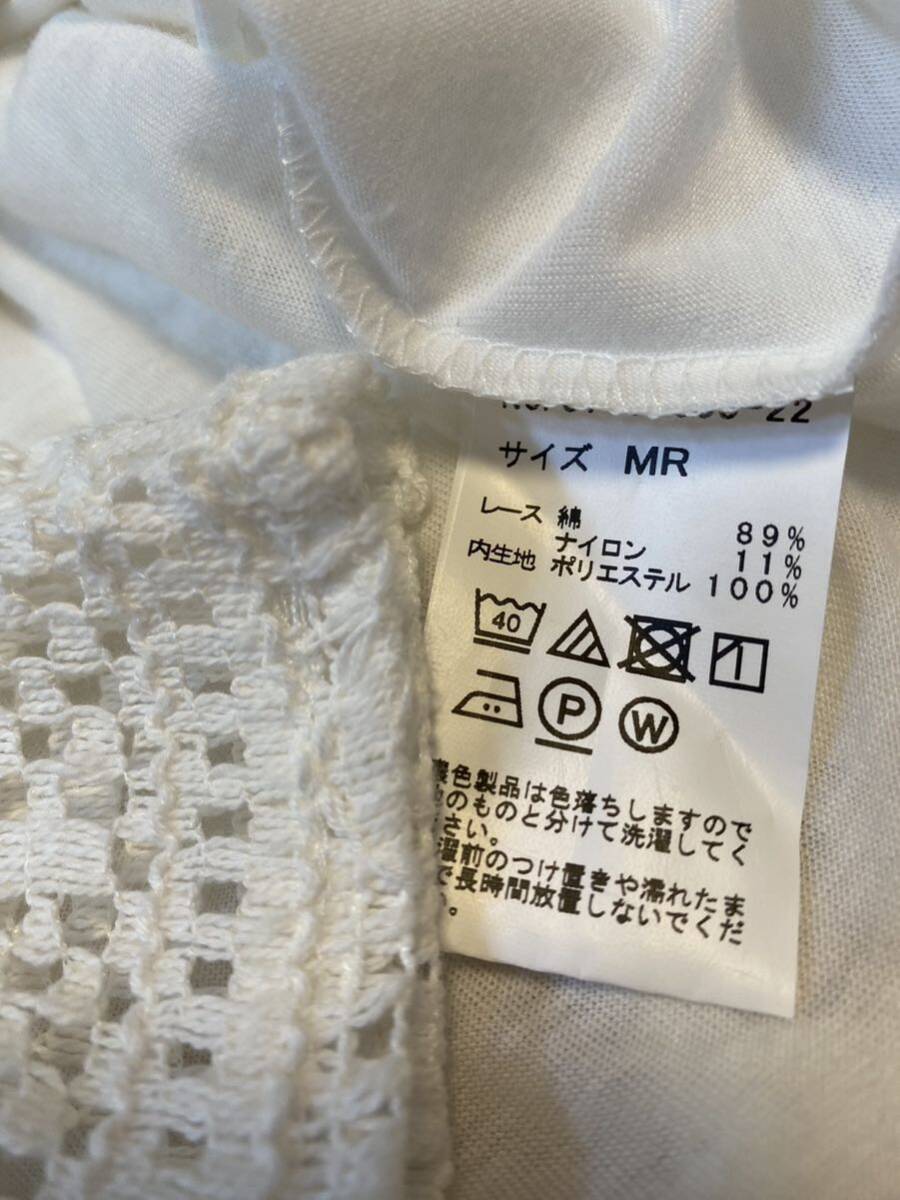 -22
サイズ MR
レース 綿 89%
ナイロン 11%
内生地 ポリエステル 100%
40
1
P
W
色製品は色落ちしますので
のものと分けて洗濯してく
さい。
濯前のつけ置きや濡れたま
で長時間放置しないでくだ
い。